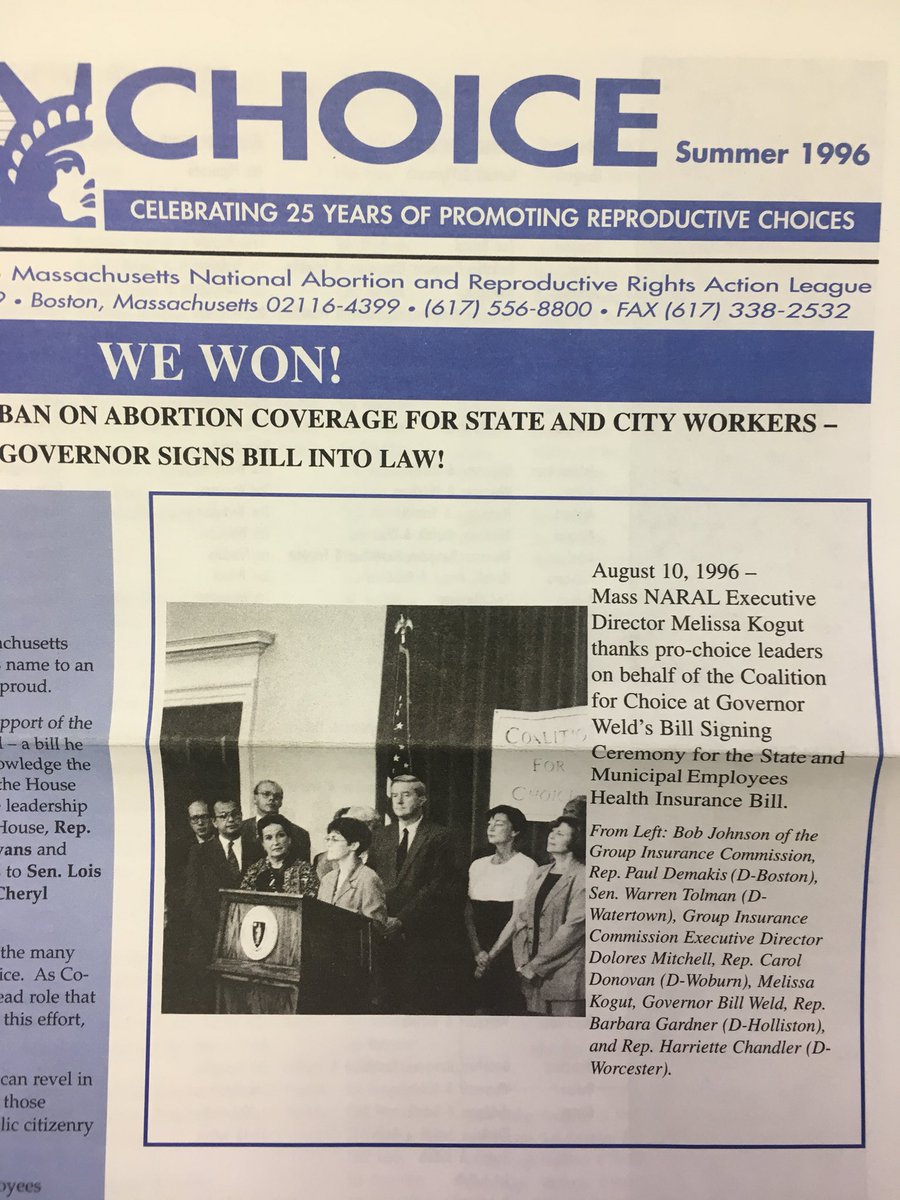 CHOICE
Summer 1996
CELEBRATING 25 YEARS OF PROMOTING REPRODUCTIVE CHOICES
Massachusetts National Abortion and Reproductive Rights Action League
• Boston, Massachusetts 02116-4399 • (617) 556-8800 • FAX (617) 338-2532
WE WON!
BAN ON ABORTION COVERAGE FOR STATE AND CITY WORKERS –
GOVERNOR SIGNS BILL INTO LAW!
achusetts
s name to an
proud.
pport of the
– a bill he
owledge the
the House
leadership
House, Rep.
vans and
to Sen. Lois
Cheryl
the many
ice. As Co-
ead role that
this effort,
can revel in
those
lic citizenry
oyees
COALITIO
FOR
CHOICE
August 10, 1996 –
Mass NARAL Executive
Director Melissa Kogut
thanks pro-choice leaders
on behalf of the Coalition
for Choice at Governor
Weld's Bill Signing
Ceremony for the State and
Municipal Employees
Health Insurance Bill.
From Left: Bob Johnson of the
Group Insurance Commission,
Rep. Paul Demakis (D-Boston),
Sen. Warren Tolman (D-
Watertown), Group Insurance
Commission Executive Director
Dolores Mitchell, Rep. Carol
Donovan (D-Woburn), Melissa
Kogut, Governor Bill Weld, Rep.
Barbara Gardner (D-Holliston),
and Rep. Harriette Chandler (D-
Worcester).